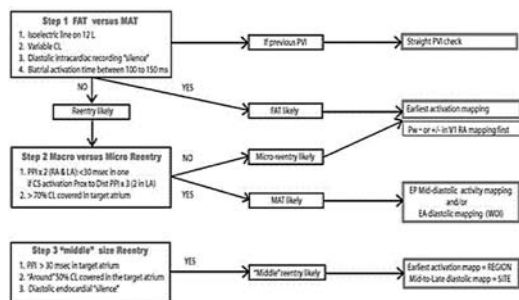 Step 1 FAT versus MAT
1. Isoelectric line on 12 L
2. Variable CL
3. Diastolic intracavitary recording "silence"
4. Biatrial activation time between 100 to 150 ms
If previous PVI
Straight PVI check
NO
YES
Reentry likely
FAT likely
Earliest activation mapping
Pw - or +/- in V1 RA mapping first
Step 2 Macro versus Micro Reentry
1. PPI x 2 (RA & LA): <30 msec in one
if CS activation Prox to Dist PPI x 3 (2 in LA)
2. > 70% CL covered in target atrium
NO
Micro-reentry likely
YES
MAT likely
EP Mid-diastolic activity mapping
and/or
EA diastolic mapping (WOI)
Step 3 "middle" size Reentry
1. PPI > 30 msec in target atrium
2. "Around" 50% CL covered in the target atrium
3. Diastolic endocardial "silence"
YES
"Middle" reentry likely
Earliest activation mapp = REGION
Mid-to-Late diastolic mapp = SITE